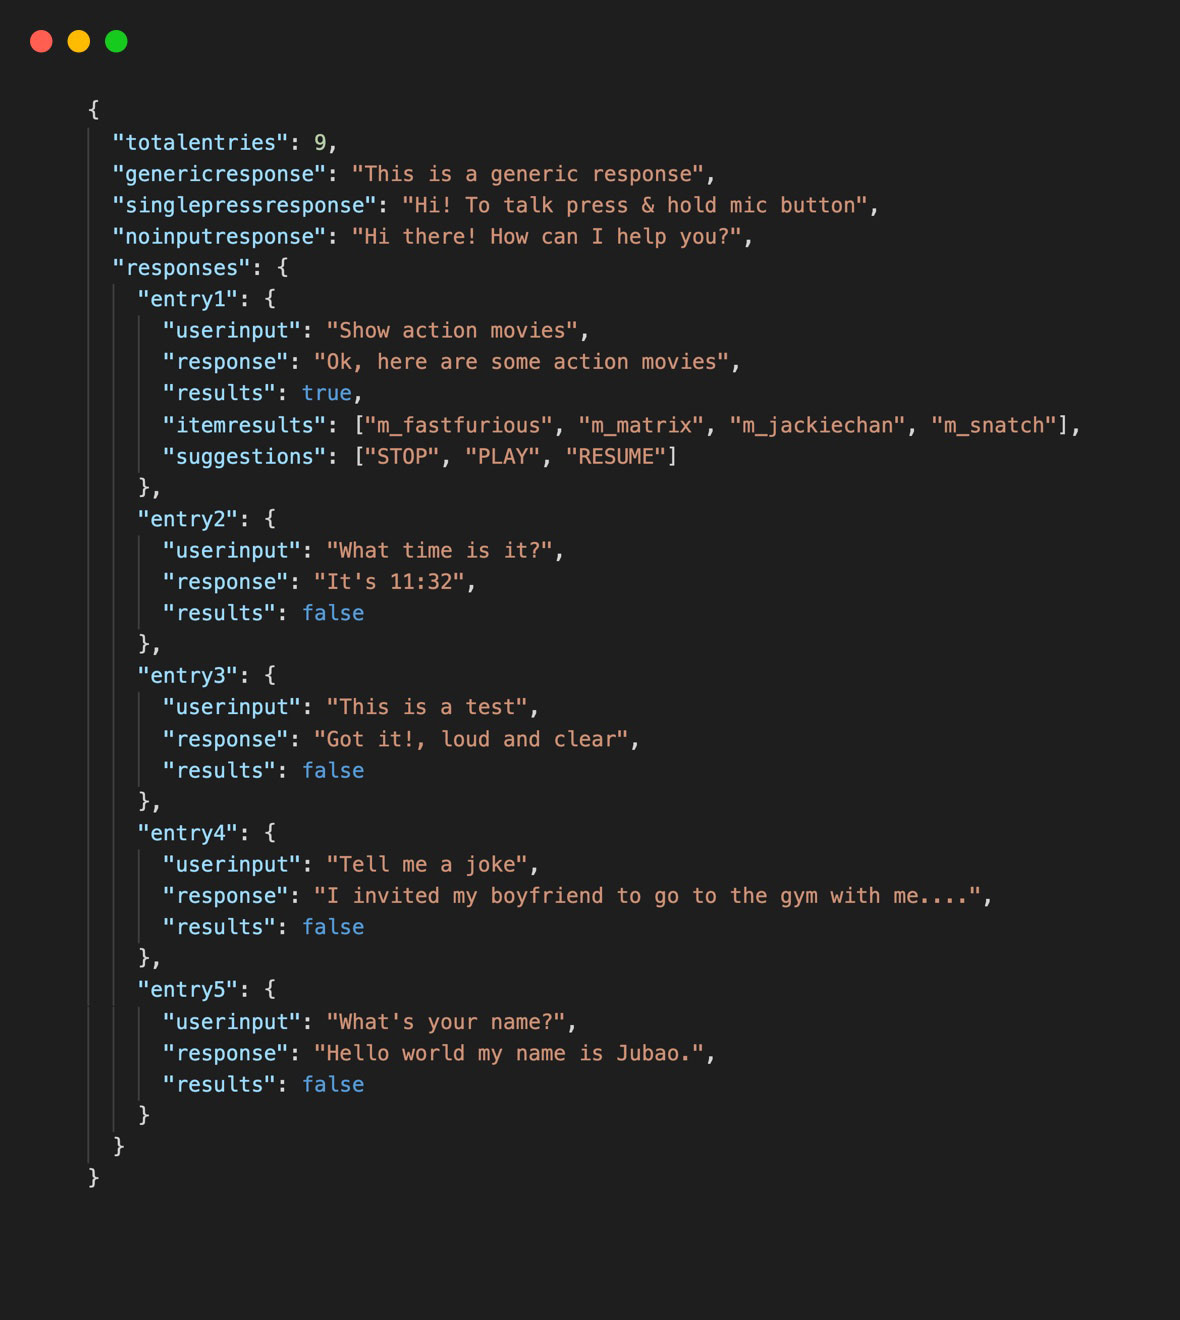 {
  "totalentries": 9,
  "genericresponse": "This is a generic response",
  "singlepressresponse": "Hi! To talk press & hold mic button",
  "noinputresponse": "Hi there! How can I help you?",
  "responses": {
    "entry1": {
      "userinput": "Show action movies",
      "response": "Ok, here are some action movies",
      "results": true,
      "itemresults": ["m_fastfurious", "m_matrix", "m_jackiechan", "m_snatch"],
      "suggestions": ["STOP", "PLAY", "RESUME"]
    },
    "entry2": {
      "userinput": "What time is it?",
      "response": "It's 11:32",
      "results": false
    },
    "entry3": {
      "userinput": "This is a test",
      "response": "Got it!, loud and clear",
      "results": false
    },
    "entry4": {
      "userinput": "Tell me a joke",
      "response": "I invited my boyfriend to go to the gym with me....",
      "results": false
    },
    "entry5": {
      "userinput": "What's your name?",
      "response": "Hello world my name is Jubao.",
      "results": false
    }
  }
}